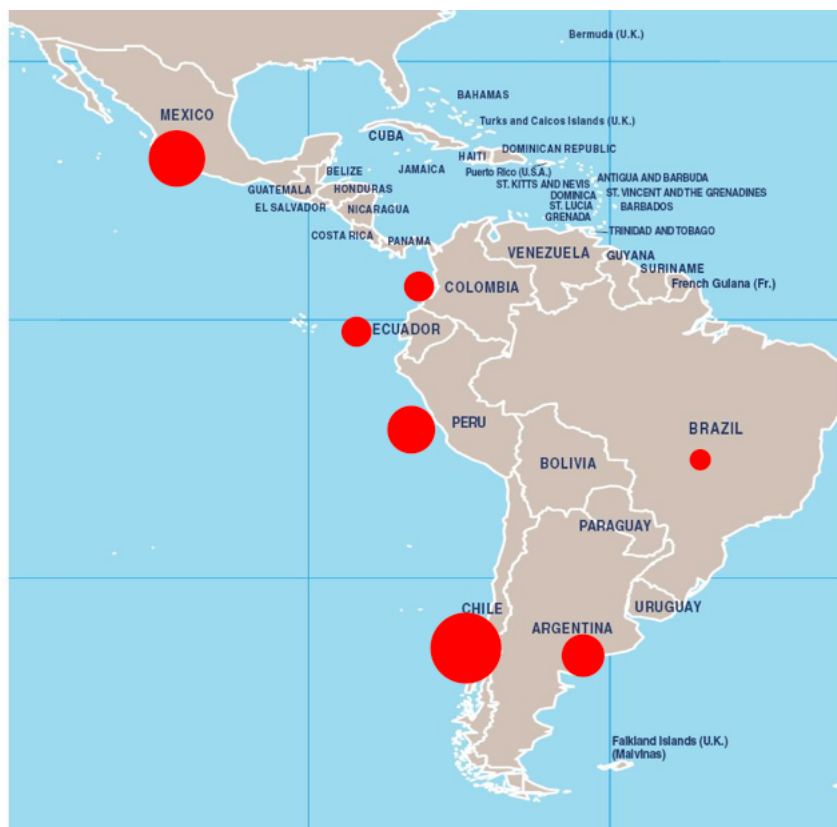 Bermuda (U.K.)
BAHAMAS
MEXICO
Turks and Caicos Islands (U.K.)
CUBA
DOMINICAN REPUBLIC
HAITI
BELIZE
JAMAICA
Puerto Rico (U.S.A.)
ANTIGUA AND BARBUDA
ST. KITTS AND NEVIS
GUATEMALA
HONDURAS
ST. VINCENT AND THE GRENADINES
DOMINICA
ST. LUCIA
BARBADOS
EL SALVADOR
NICARAGUA
GRENADA
COSTA RICA
PANAMA
TRINIDAD AND TOBAGO
VENEZUELA
GUYANA
SURINAME
COLOMBIA
French Guiana (Fr.)
ECUADOR
PERU
BRAZIL
BOLIVIA
PARAGUAY
CHILE
URUGUAY
ARGENTINA
Falkland Islands (U.K.)
(Malvinas)